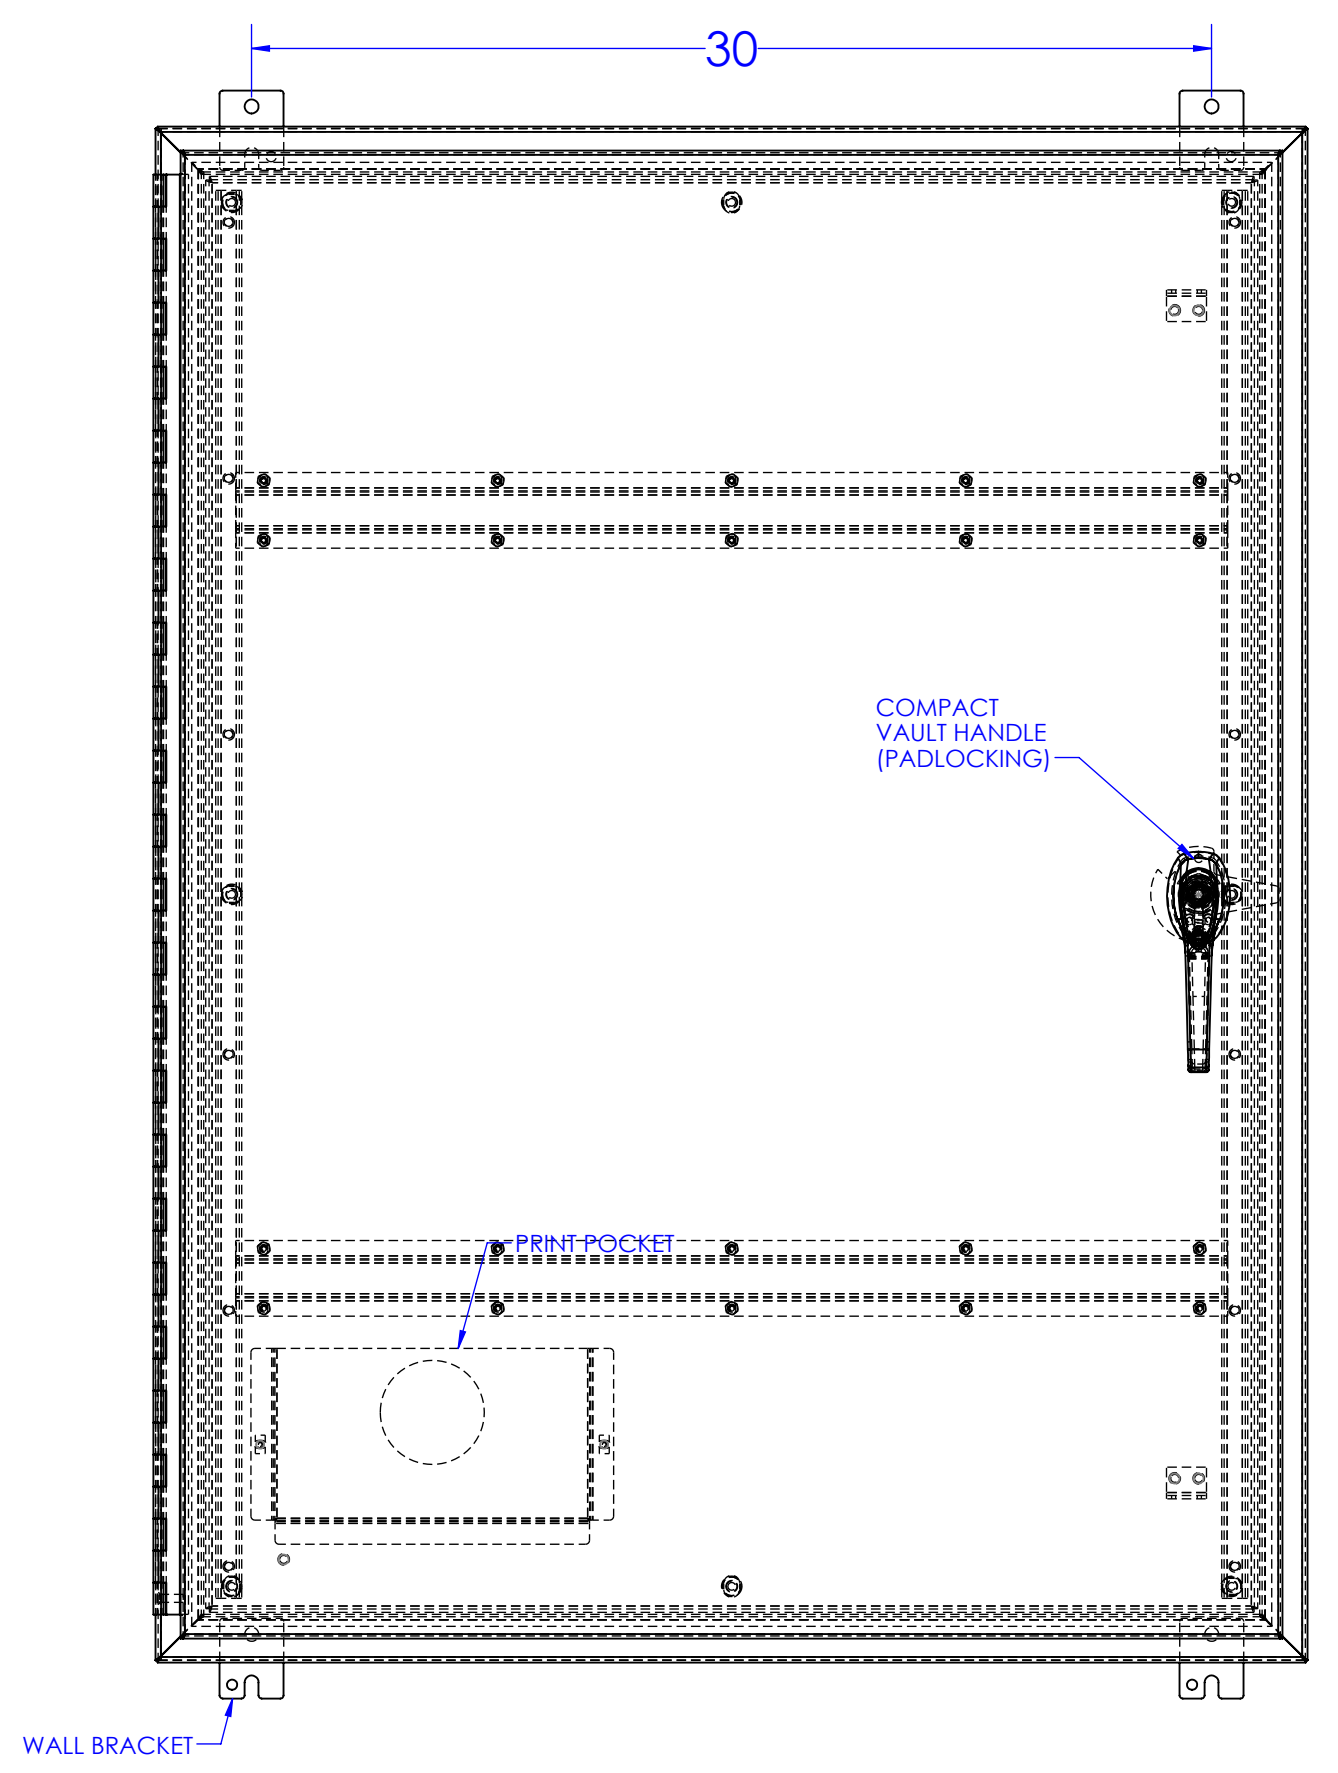 30
COMPACT
VAULT HANDLE
(PADLOCKING)
PRINT POCKET
WALL BRACKET